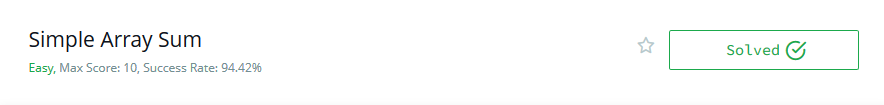 Simple Array Sum
Solved
Easy, Max Score: 10, Success Rate: 94.42%